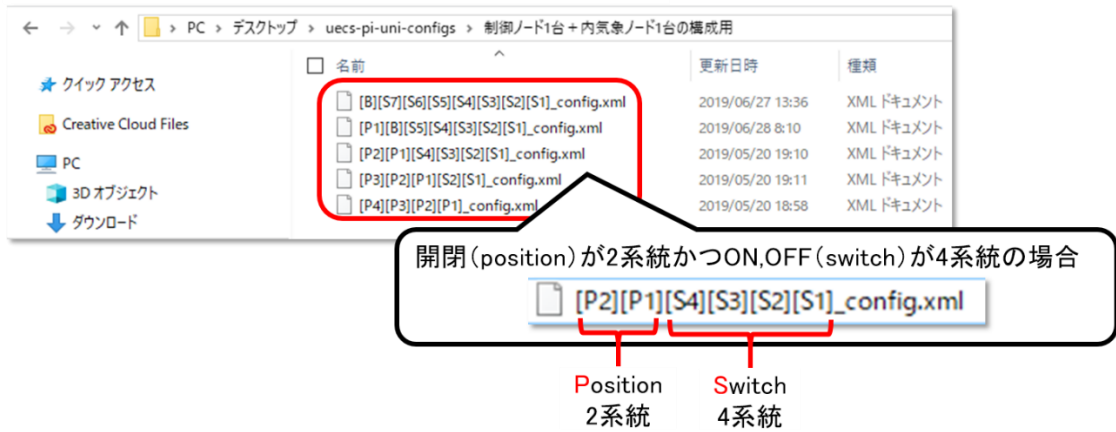 PC › デスクトップ › uecs-pi-uni-configs › 制御ノード1台+内気象ノード1台の構成用
名前 更新日時 種類
クイック アクセス
Creative Cloud Files
PC
3D オブジェクト
ダウンロード
[B][S7][S6][S5][S4][S3][S2][S1]_config.xml 2019/06/27 13:36 XML ドキュメント
[P1][B][S5][S4][S3][S2][S1]_config.xml 2019/06/28 8:10 XML ドキュメント
[P2][P1][S4][S3][S2][S1]_config.xml 2019/05/20 19:10 XML ドキュメント
[P3][P2][P1][S2][S1]_config.xml 2019/05/20 19:11 XML ドキュメント
[P4][P3][P2][P1]_config.xml 2019/05/20 18:58 XML ドキュメント
開閉(position)が2系統かつON,OFF(switch)が4系統の場合
[P2][P1][S4][S3][S2][S1]_config.xml
Position
2系統
Switch
4系統